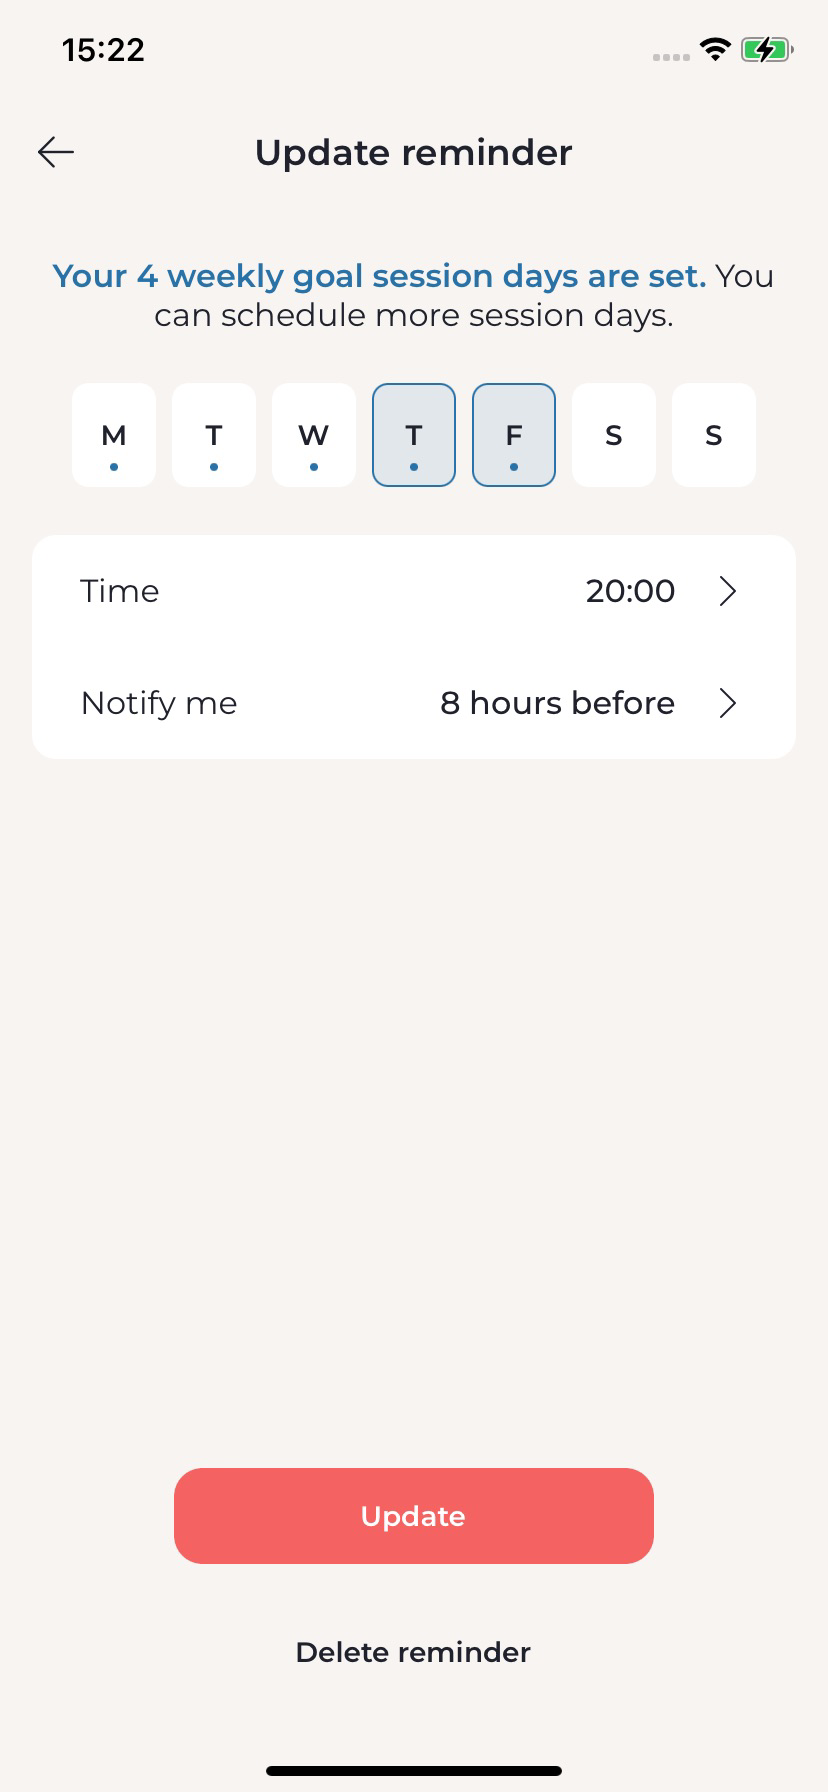 15:22
Update reminder
Your 4 weekly goal session days are set. You
can schedule more session days.
M T W T F S S
Time 20:00
Notify me 8 hours before
Update
Delete reminder